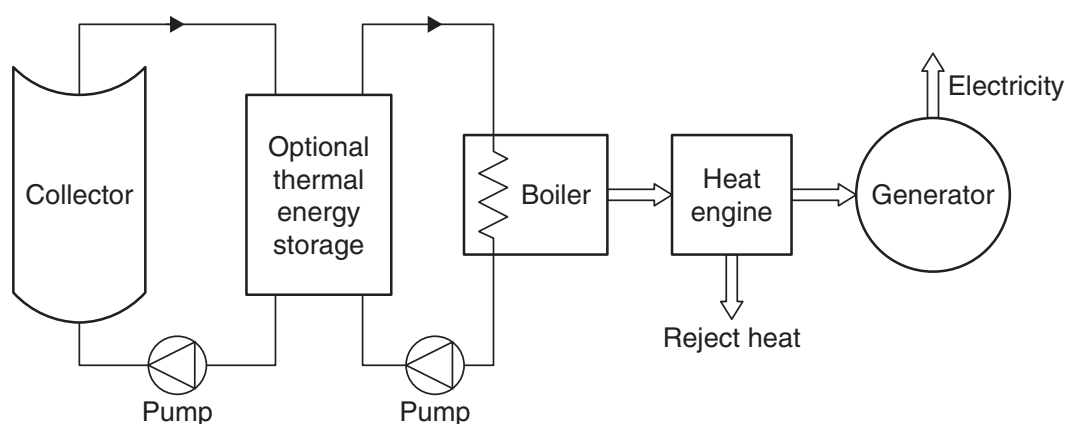 Collector
Pump
Optional
thermal
energy
storage
Pump
Boiler
Heat
engine
Reject heat
Generator
Electricity